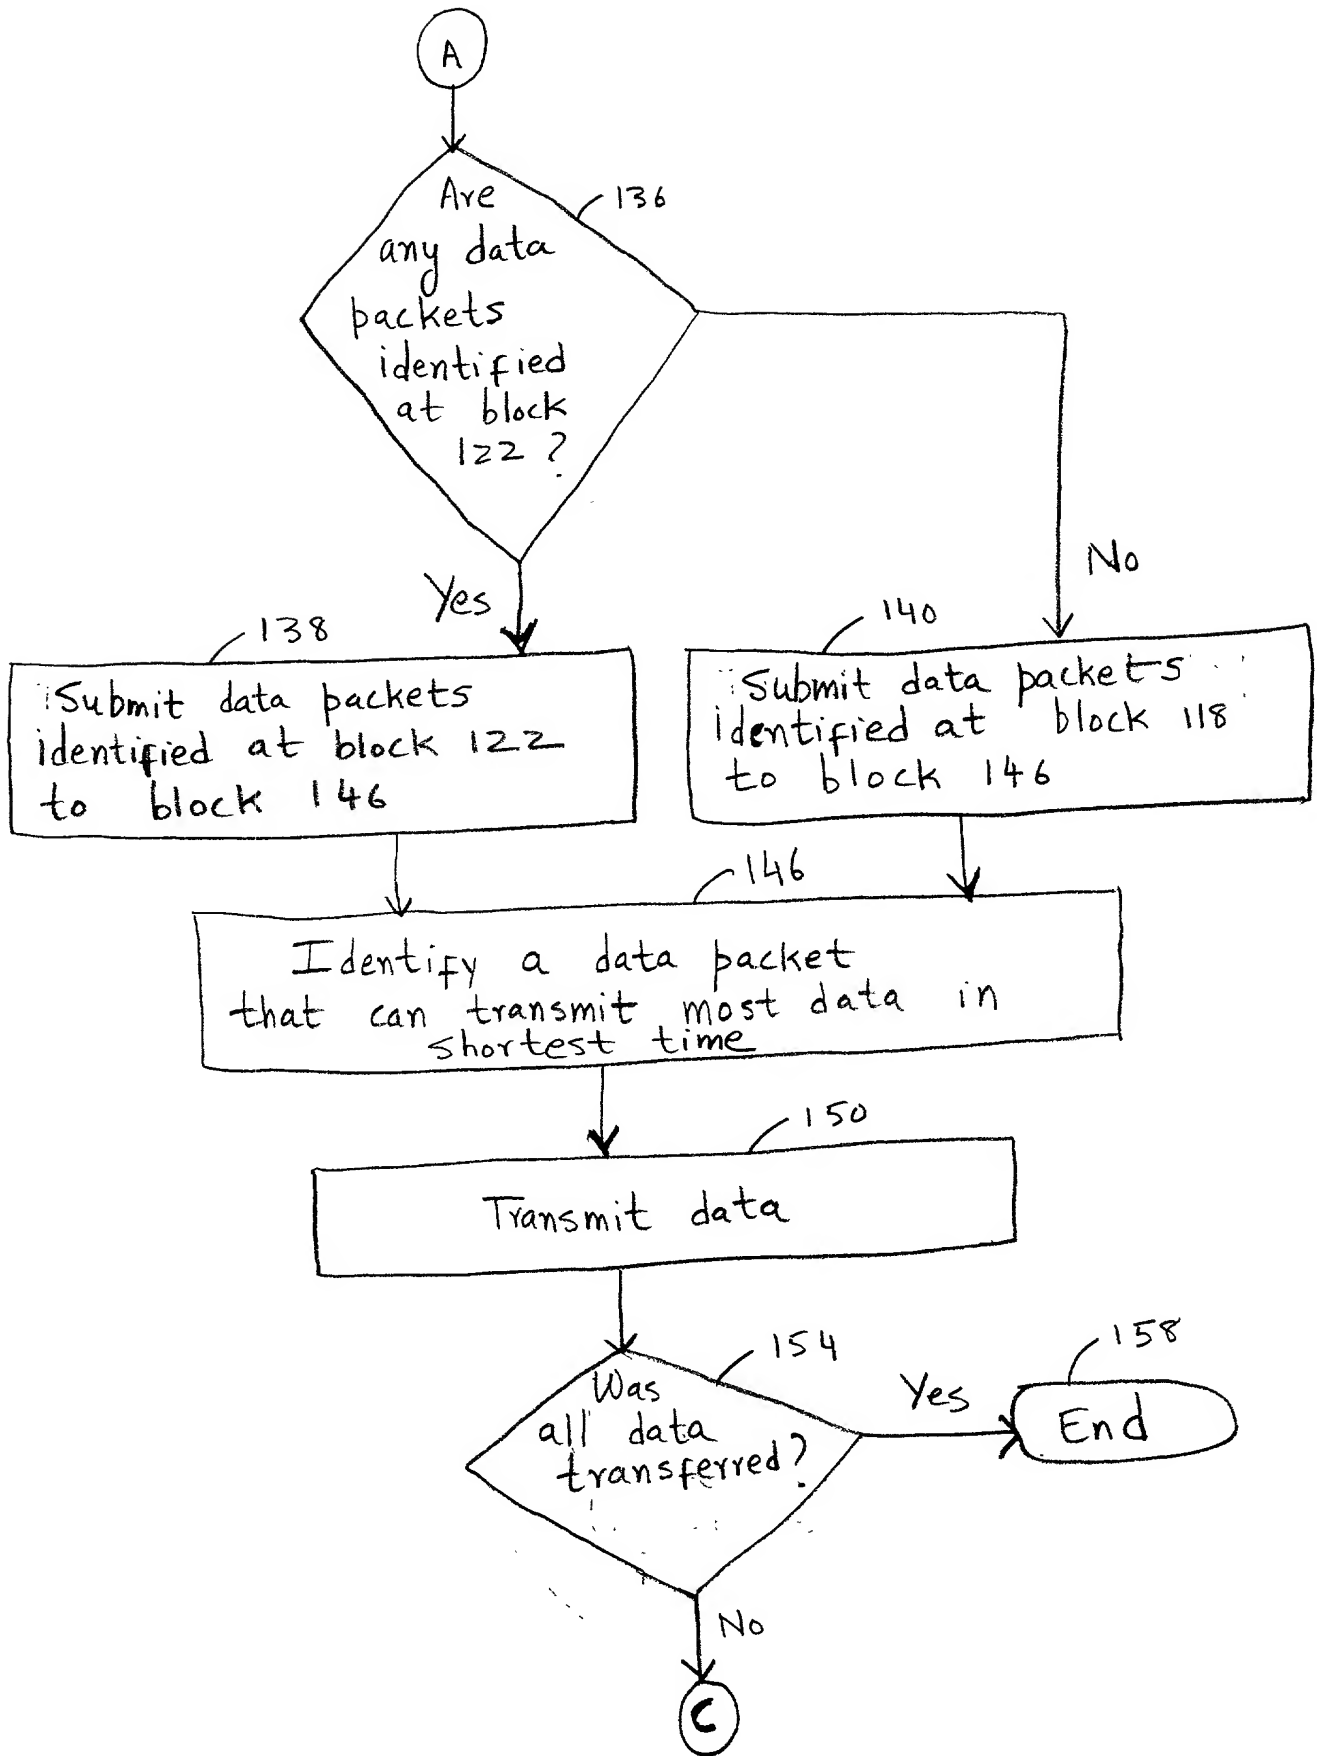 A
Are
136
any data
packets
identified
at block
122 ?
No
Yes
138
140
Submit data packets
identified at block 122
to block 146
Submit data packets
identified at block 118
to block 146
146
Identify a data packet
that can transmit most data in
shortest time
150
Transmit data
154
158
Was
Yes
End
all data
transferred?
No
C